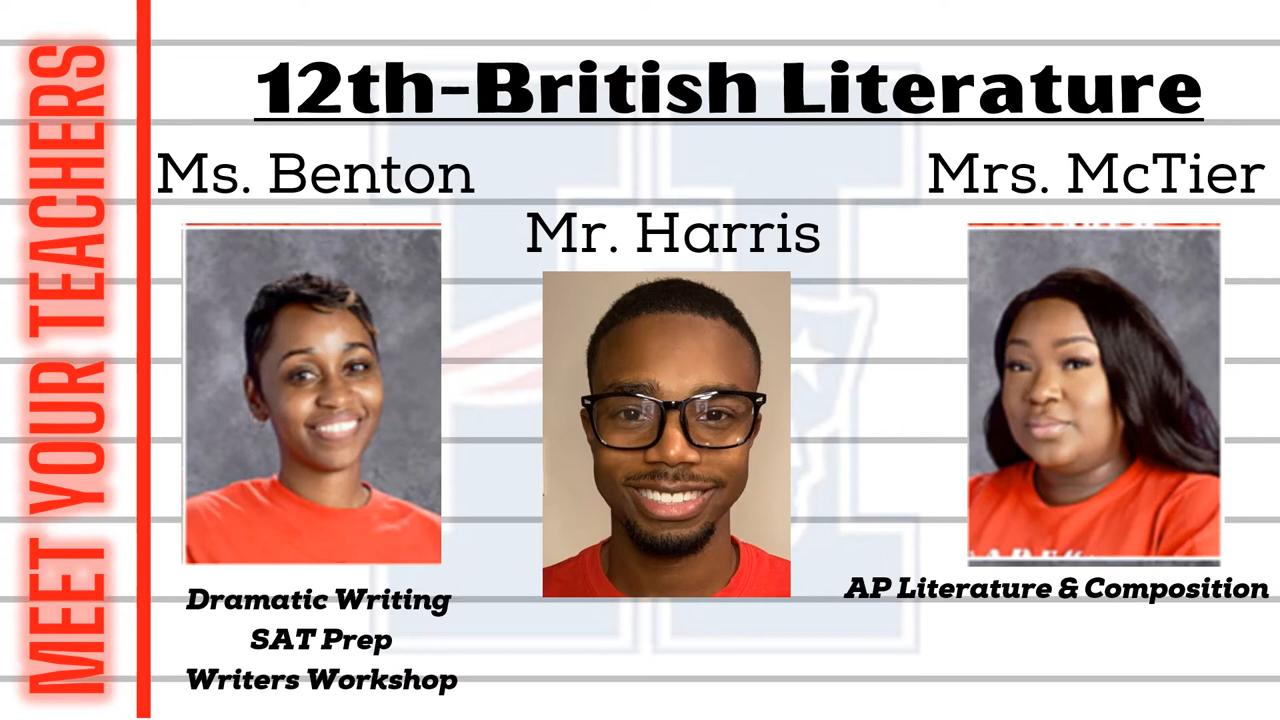 MEET YOUR TEACHERS
12th-British Literature
Ms. Benton
Mr. Harris
Mrs. McTier
Dramatic Writing
SAT Prep
Writers Workshop
AP Literature & Composition